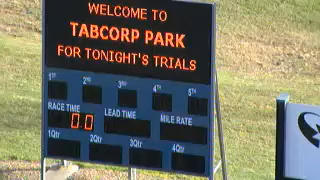 WELCOME TO
TABCORP PARK
FOR TONIGHT'S TRIALS
1ST 2ND 3RD 4TH 5TH
RACE TIME LEAD TIME MILE RATE
0.0
1Qtr 2Qtr 3Qtr 4Qtr